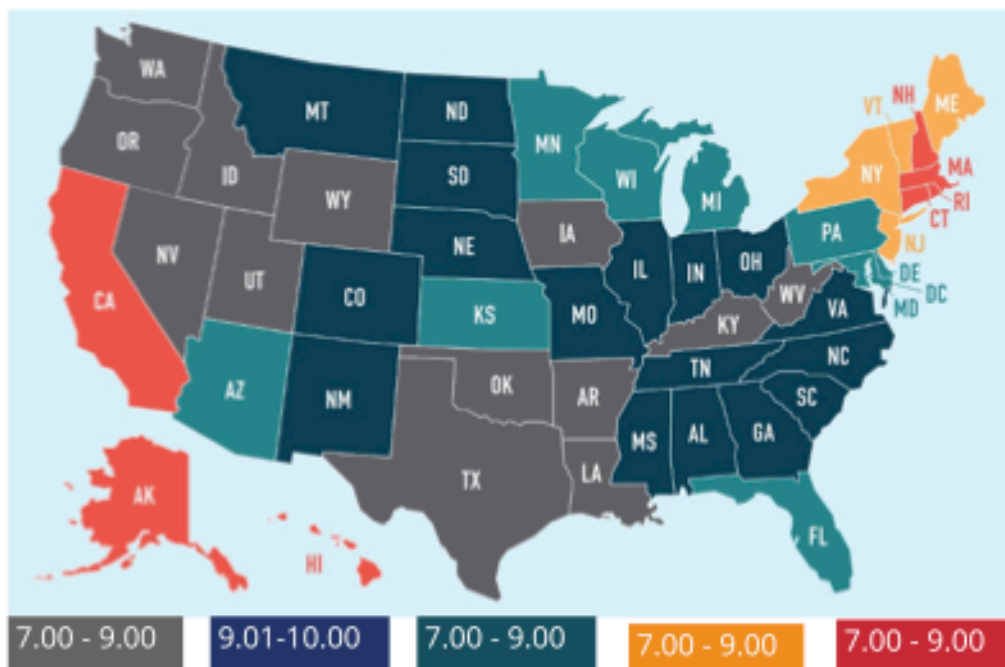 WA
MT
ND
MN
OR
ID
SD
WI
MI
WY
NE
IA
NV
UT
CO
KS
MO
IL
IN
OH
PA
WV
KY
VA
NC
TN
SC
CA
AZ
NM
OK
AR
TX
LA
MS
AL
GA
FL
AK
HI
VT
NH
ME
NY
MA
RI
CT
NJ
DE
DC
MD
7.00 - 9.00
9.01-10.00
7.00 - 9.00
7.00 - 9.00
7.00 - 9.00